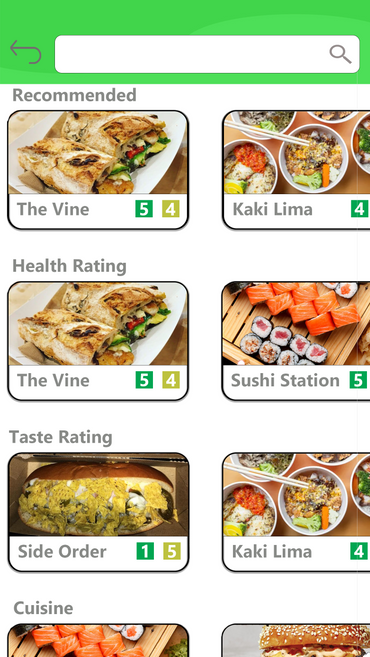 Recommended
The Vine 5 4
Kaki Lima 4
Health Rating
The Vine 5 4
Sushi Station 5
Taste Rating
Side Order 1 5
Kaki Lima 4
Cuisine